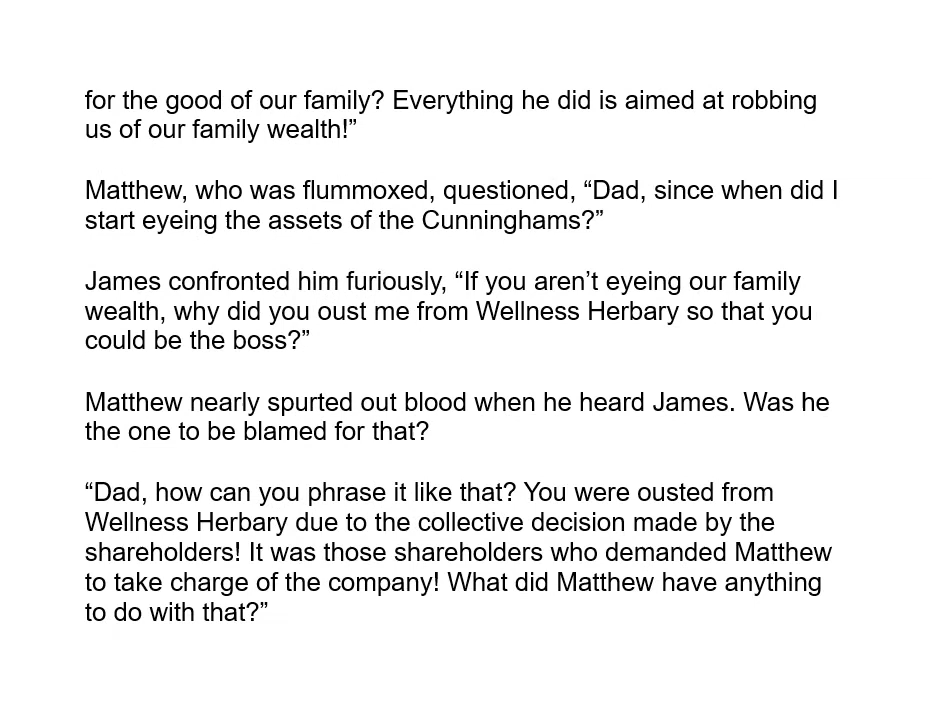 for the good of our family? Everything he did is aimed at robbing
us of our family wealth!”
Matthew, who was flummoxed, questioned, “Dad, since when did I
start eyeing the assets of the Cunninghams?”
James confronted him furiously, “If you aren’t eyeing our family
wealth, why did you oust me from Wellness Herbary so that you
could be the boss?”
Matthew nearly spurted out blood when he heard James. Was he
the one to be blamed for that?
“Dad, how can you phrase it like that? You were ousted from
Wellness Herbary due to the collective decision made by the
shareholders! It was those shareholders who demanded Matthew
to take charge of the company! What did Matthew have anything
to do with that?”